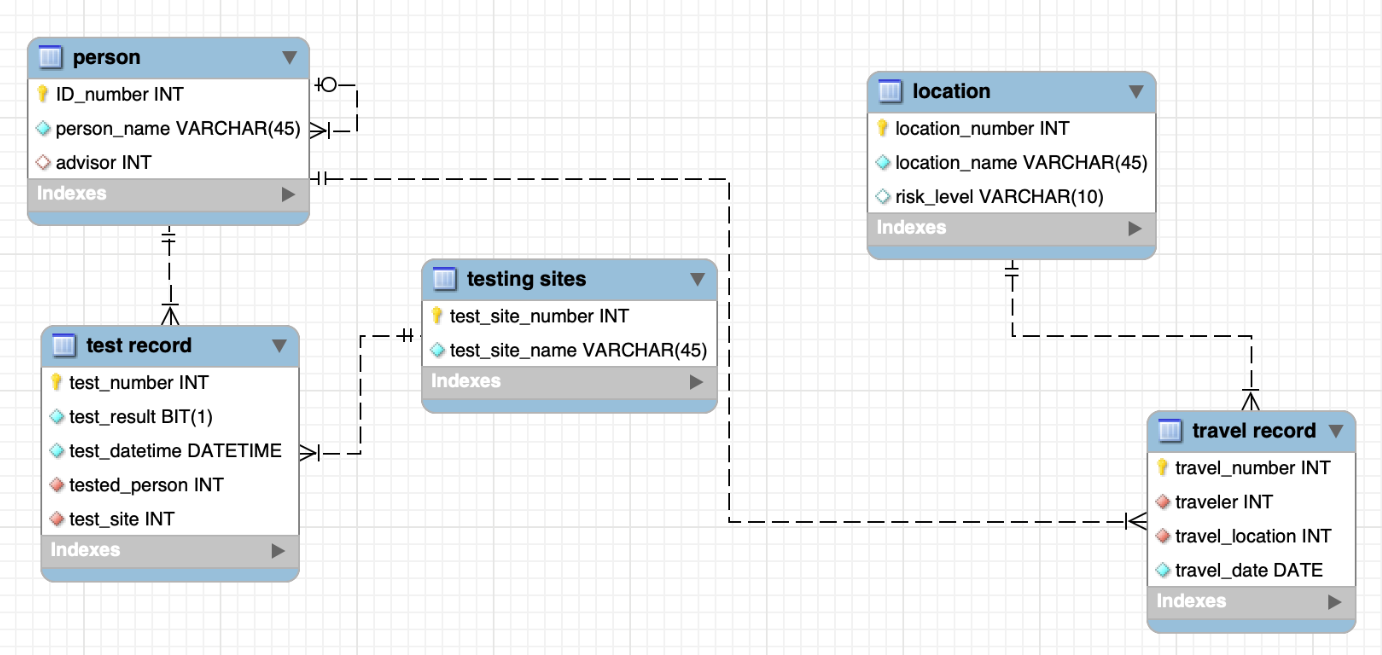 person
ID_number INT
person_name VARCHAR(45)
advisor INT
Indexes
location
location_number INT
location_name VARCHAR(45)
risk_level VARCHAR(10)
Indexes
testing sites
test_site_number INT
test_site_name VARCHAR(45)
Indexes
test record
test_number INT
test_result BIT(1)
test_datetime DATETIME
tested_person INT
test_site INT
Indexes
travel record
travel_number INT
traveler INT
travel_location INT
travel_date DATE
Indexes